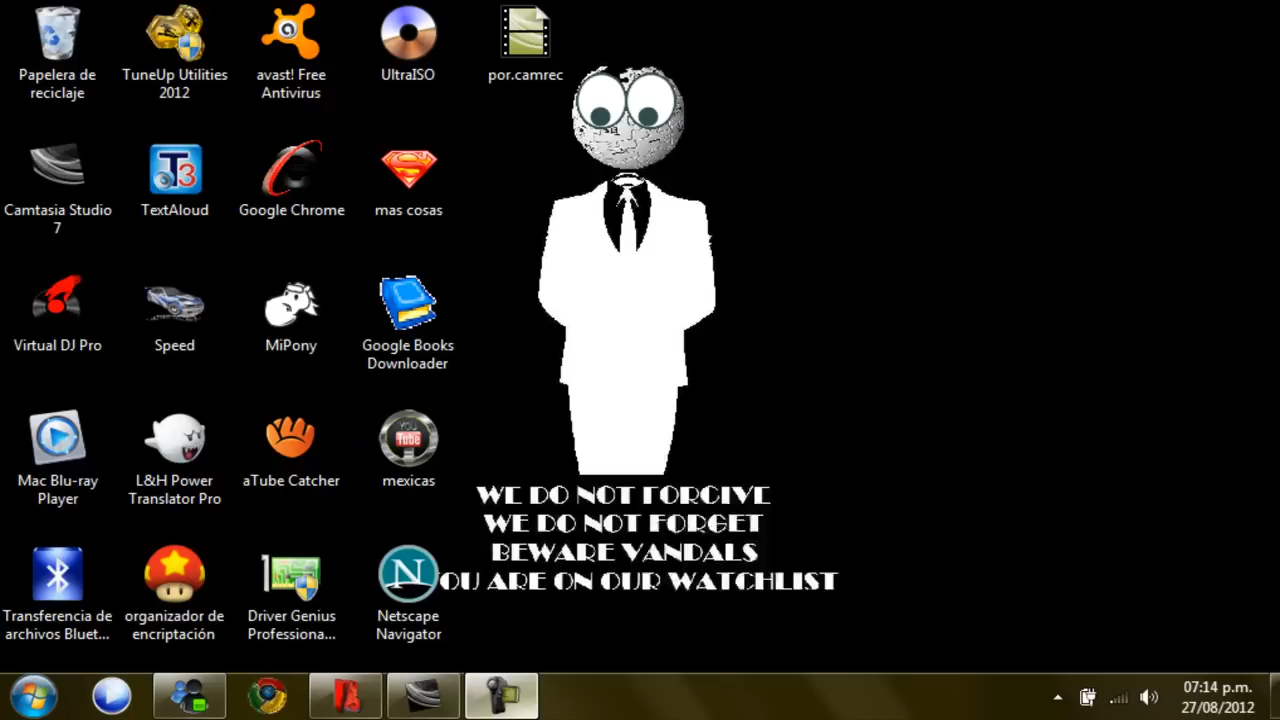 Papelera de
reciclaje
TuneUp Utilities
2012
avast! Free
Antivirus
UltraISO
por.camrec
Camtasia Studio
7
TextAloud
Google Chrome
mas cosas
Virtual DJ Pro
Speed
MiPony
Google Books
Downloader
Mac Blu-ray
Player
L&H Power
Translator Pro
aTube Catcher
YOU
Tube
mexicas
WE DO NOT FORGIVE
WE DO NOT FORGET
BEWARE VANDALS
YOU ARE ON OUR WATCHLIST
Transferencia de
archivos Bluet...
organizador de
encriptación
Driver Genius
Professiona...
N
Netscape
Navigator
07:14 p.m.
27/08/2012